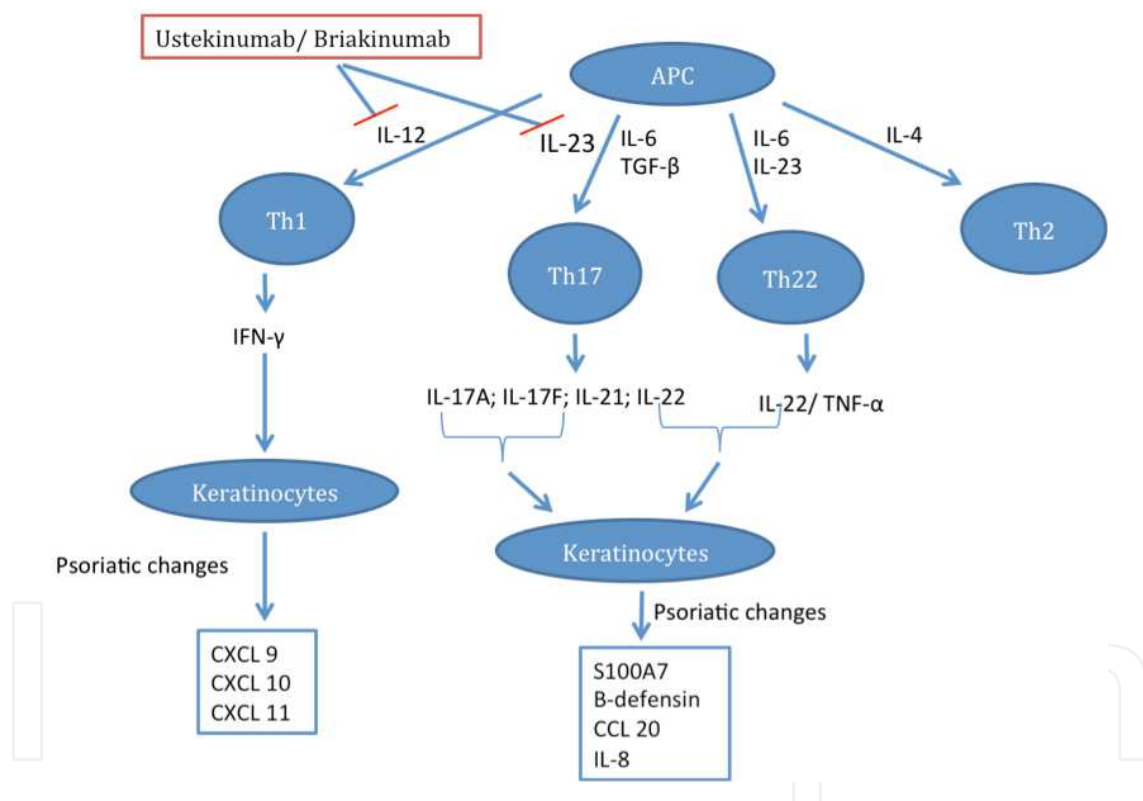 Ustekinumab/ Briakinumab
APC
IL-12
IL-23
IL-6
TGF-β
IL-6
IL-23
IL-4
Th1
Th17
Th22
Th2
IFN-γ
IL-17A; IL-17F; IL-21; IL-22
IL-22/ TNF-α
Keratinocytes
Keratinocytes
Psoriatic changes
Psoriatic changes
CXCL 9
CXCL 10
CXCL 11
S100A7
B-defensin
CCL 20
IL-8